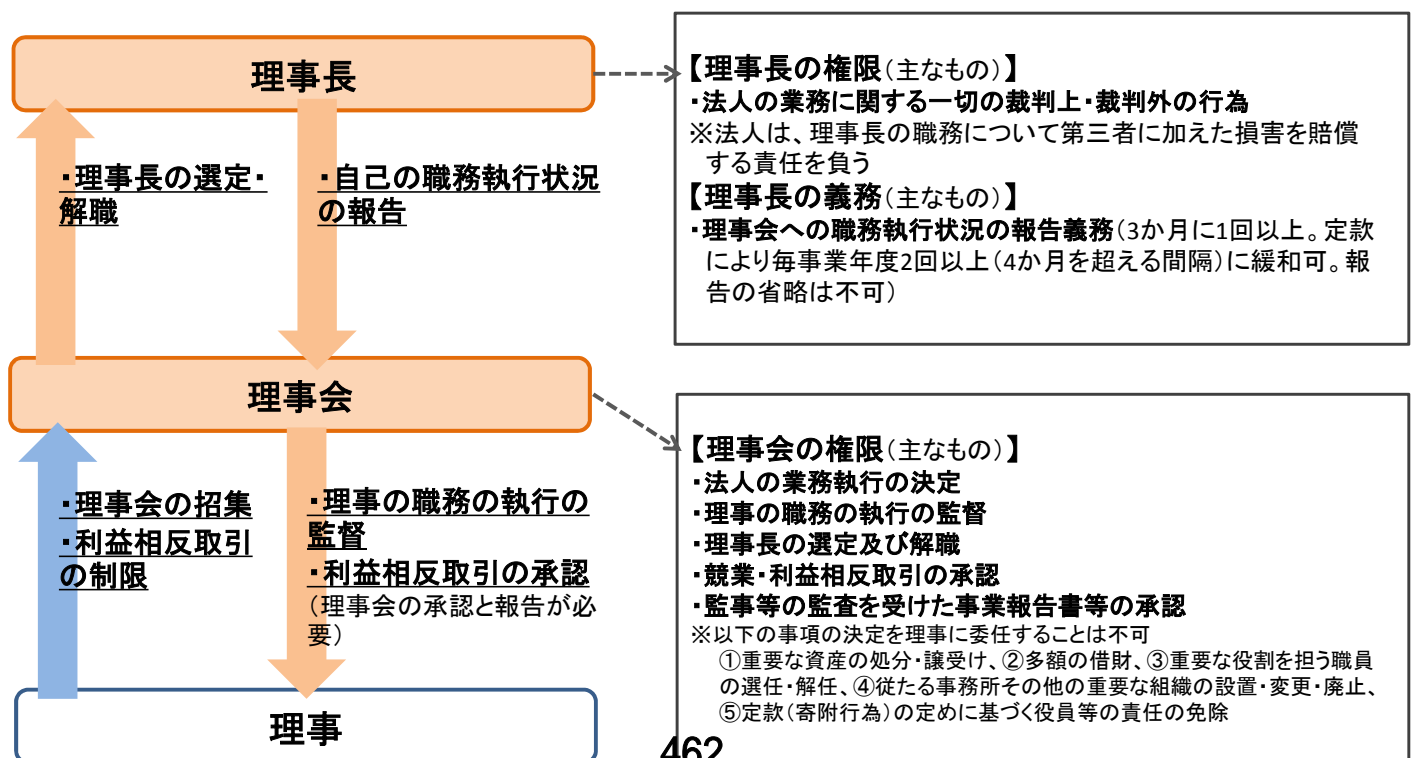 理事長
・理事長の選定・
解職
・自己の職務執行状況
の報告
【理事長の権限(主なもの)】
・法人の業務に関する一切の裁判上・裁判外の行為
※法人は、理事長の職務について第三者に加えた損害を賠償
する責任を負う
【理事長の義務(主なもの)】
・理事会への職務執行状況の報告義務(3か月に1回以上。定款
により毎事業年度2回以上(4か月を超える間隔)に緩和可。報
告の省略は不可)
理事会
・理事会の招集
・利益相反取引
の制限
・理事の職務の執行の
監督
・利益相反取引の承認
(理事会の承認と報告が必
要)
【理事会の権限(主なもの)】
・法人の業務執行の決定
・理事の職務の執行の監督
・理事長の選定及び解職
・競業・利益相反取引の承認
・監事等の監査を受けた事業報告書等の承認
※以下の事項の決定を理事に委任することは不可
①重要な資産の処分・譲受け、②多額の借財、③重要な役割を担う職員
の選任・解任、④従たる事務所その他の重要な組織の設置・変更・廃止、
⑤定款(寄附行為)の定めに基づく役員等の責任の免除
理事
462